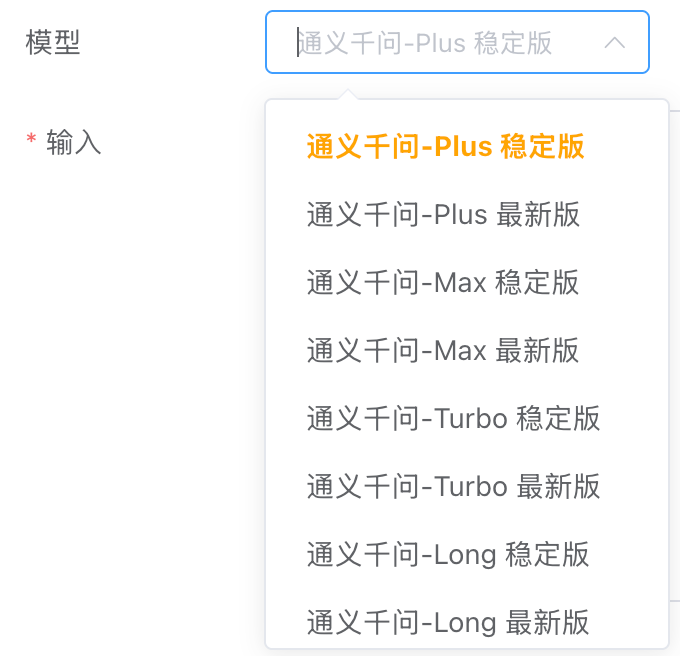 模型
通义千问-Plus 稳定版
* 输入
通义千问-Plus 稳定版
通义千问-Plus 最新版
通义千问-Max 稳定版
通义千问-Max 最新版
通义千问-Turbo 稳定版
通义千问-Turbo 最新版
通义千问-Long 稳定版
通义千问-Long 最新版